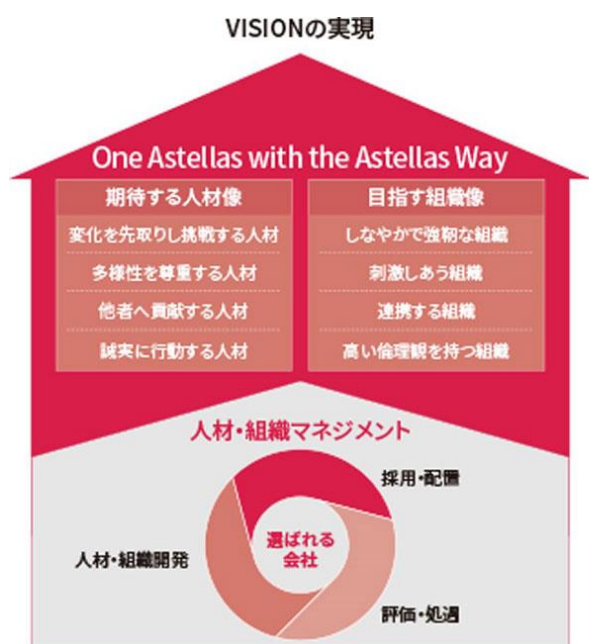 VISIONの実現
One Astellas with the Astellas Way
期待する人材像
変化を先取りし挑戦する人材
多様性を尊重する人材
他者へ貢献する人材
誠実に行動する人材
目指す組織像
しなやかで強靭な組織
刺激しあう組織
連携する組織
高い倫理観を持つ組織
人材・組織マネジメント
採用・配置
選ばれる
会社
人材・組織開発
評価・処遇